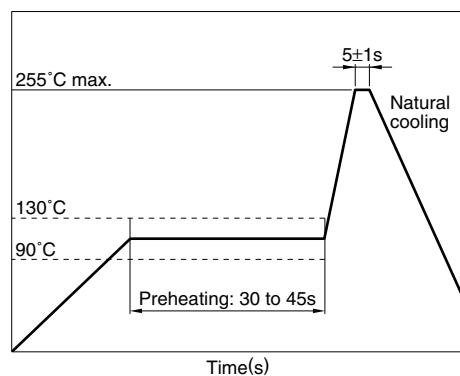 5±1s
255˚C max.
Natural
cooling
130˚C
90˚C
Preheating: 30 to 45s
Time(s)